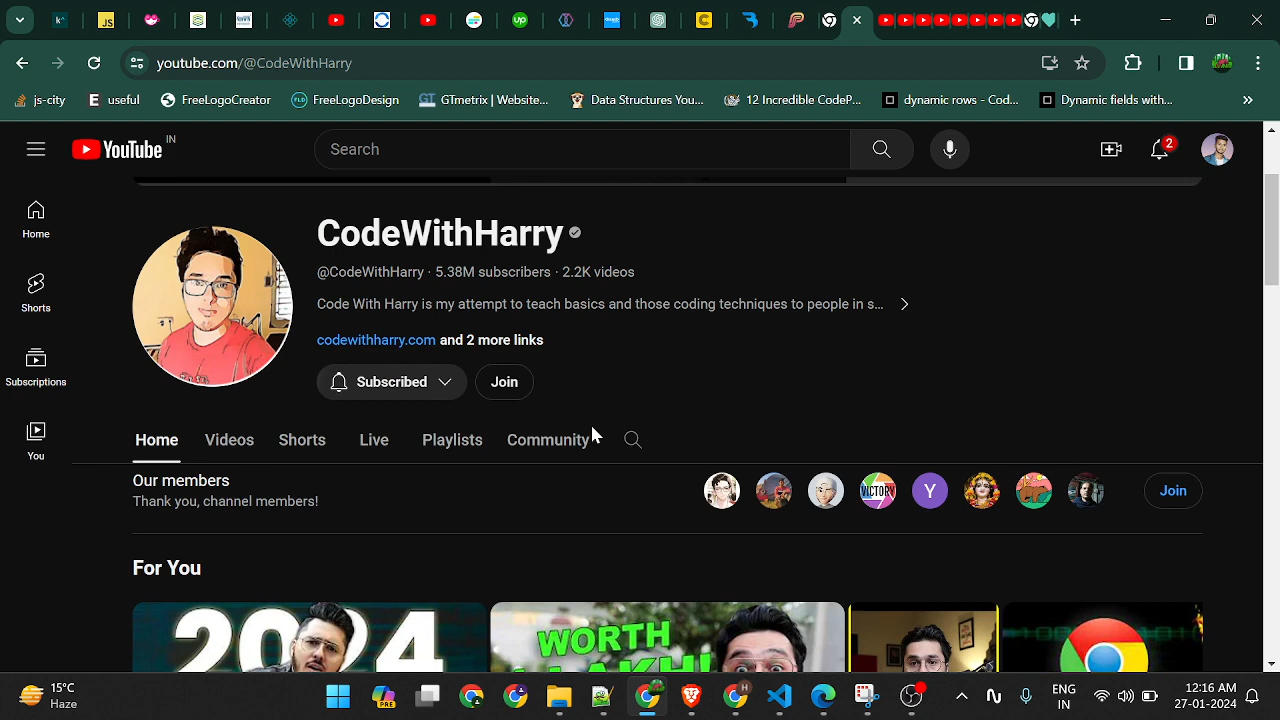 youtube.com/@CodeWithHarry
js-city
useful
FreeLogoCreator
FreeLogoDesign
GTmetrix | Website...
Data Structures You...
12 Incredible CodeP...
dynamic rows - Cod...
Dynamic fields with...
YouTube IN
Search
2
Home
Shorts
Subscriptions
You
CodeWithHarry
@CodeWithHarry · 5.38M subscribers · 2.2K videos
Code With Harry is my attempt to teach basics and those coding techniques to people in s...
codewithharry.com and 2 more links
Subscribed
Join
Home Videos Shorts Live Playlists Community
Our members
Thank you, channel members!
VICTORY
Y
Join
For You
2024
WORTH
15°C
Haze
PRE
ENG
IN
12:16 AM
27-01-2024